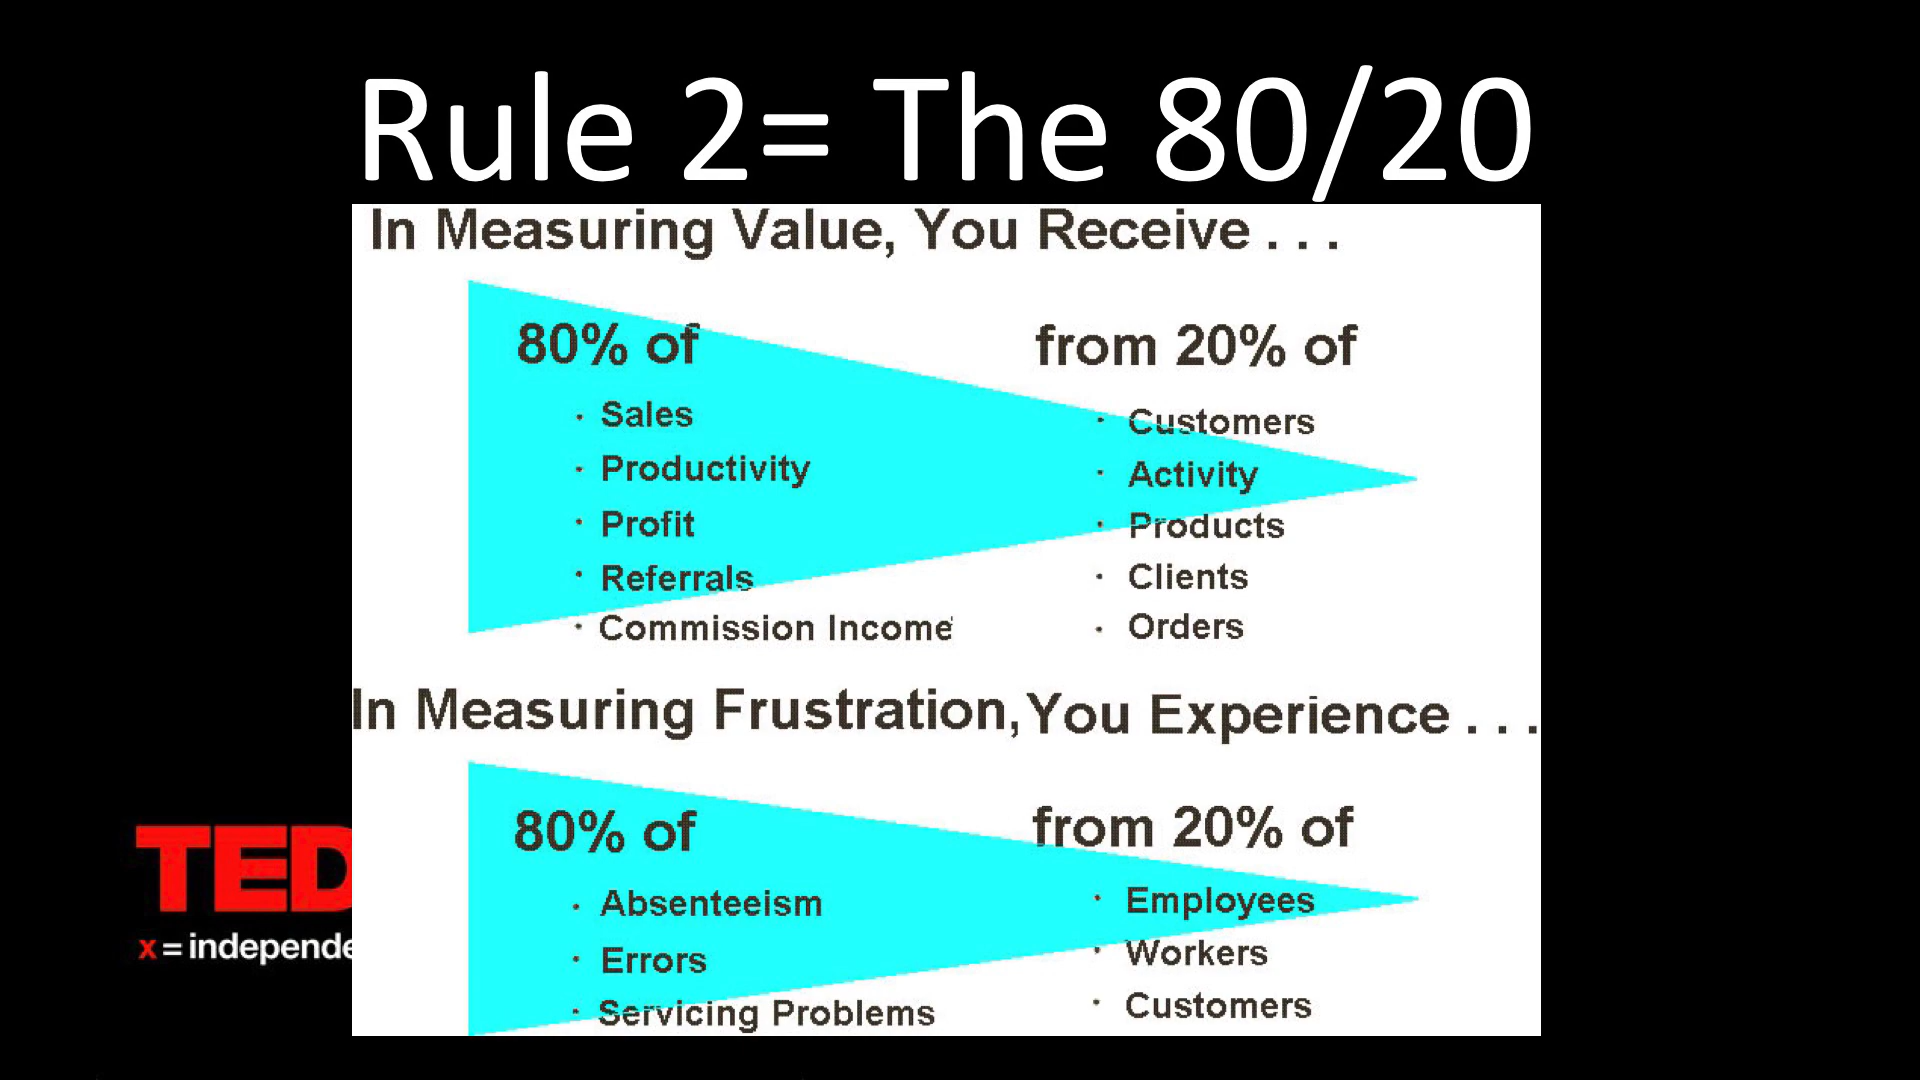 Rule 2= The 80/20
In Measuring Value, You Receive . . .
80% of
from 20% of
· Sales
· Customers
· Productivity
· Activity
· Profit
· Products
· Referrals
· Clients
· Commission Income
· Orders
In Measuring Frustration, You Experience . . .
80% of
from 20% of
· Absenteeism
· Employees
· Errors
· Workers
· Servicing Problems
· Customers
TED
x = independe